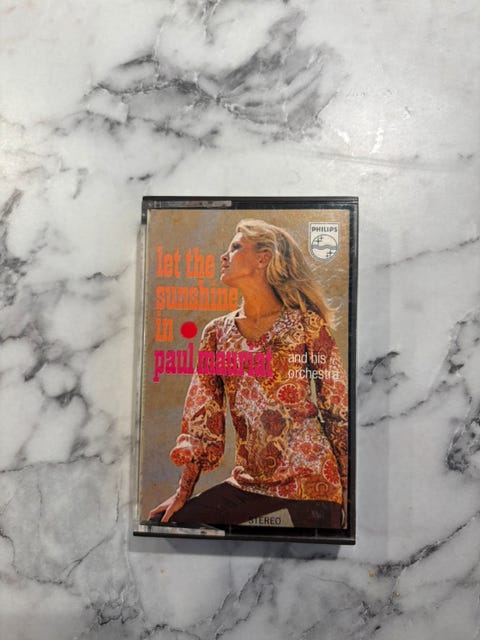 PHILIPS
let the
sunshine
in
paul mauriat
and his
orchestra
STEREO